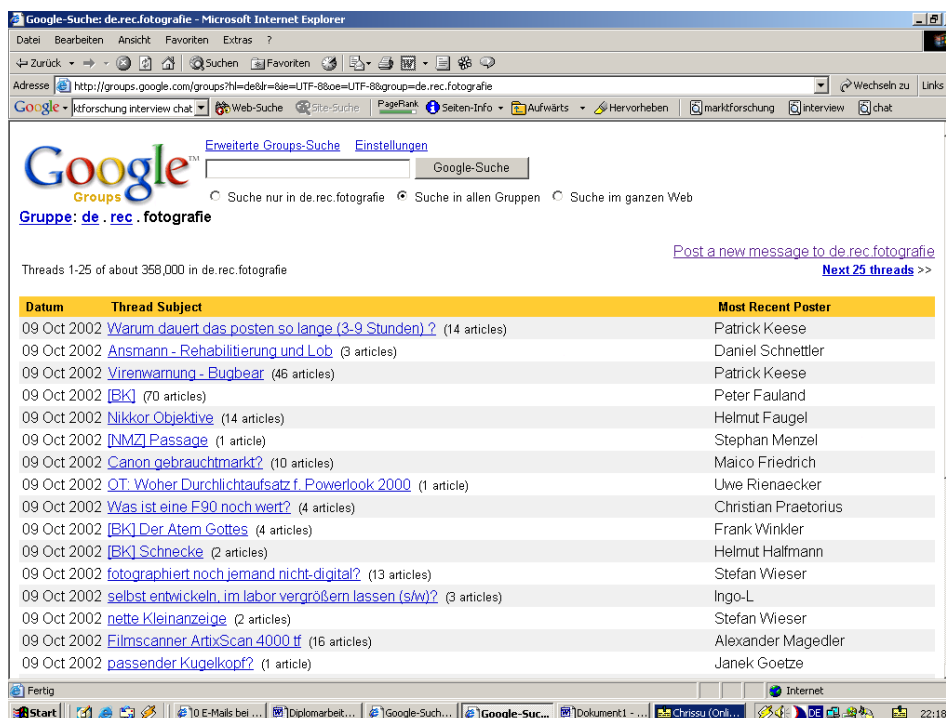 Google-Suche: de.rec.fotografie - Microsoft Internet Explorer
Datei Bearbeiten Ansicht Favoriten Extras ?
Zurück Suchen Favoriten
Adresse http://groups.google.com/groups?hl=de&lr=&ie=UTF-8&oe=UTF-8&group=de.rec.fotografie Wechseln zu Links
Google ktforschung interview chat Web-Suche Site-Suche PageRank Seiten-Info Aufwärts Hervorheben marktforschung interview chat
Google TM Groups
Erweiterte Groups-Suche Einstellungen
Google-Suche
Suche nur in de.rec.fotografie Suche in allen Gruppen Suche im ganzen Web
Gruppe: de . rec . fotografie
Post a new message to de.rec.fotografie
Threads 1-25 of about 358,000 in de.rec.fotografie Next 25 threads >>
Datum Thread Subject Most Recent Poster
09 Oct 2002 Warum dauert das posten so lange (3-9 Stunden) ? (14 articles) Patrick Keese
09 Oct 2002 Ansmann - Rehabilitierung und Lob (3 articles) Daniel Schnettler
09 Oct 2002 Virenwarnung - Bugbear (46 articles) Patrick Keese
09 Oct 2002 [BK] (70 articles) Peter Fauland
09 Oct 2002 Nikkor Objektive (14 articles) Helmut Faugel
09 Oct 2002 [NMZ] Passage (1 article) Stephan Menzel
09 Oct 2002 Canon gebrauchtmarkt? (10 articles) Maico Friedrich
09 Oct 2002 OT: Woher Durchlichtaufsatz f. Powerlook 2000 (1 article) Uwe Rienaecker
09 Oct 2002 Was ist eine F90 noch wert? (4 articles) Christian Praetorius
09 Oct 2002 [BK] Der Atem Gottes (4 articles) Frank Winkler
09 Oct 2002 [BK] Schnecke (2 articles) Helmut Halfmann
09 Oct 2002 fotographiert noch jemand nicht-digital? (13 articles) Stefan Wieser
09 Oct 2002 selbst entwickeln, im labor vergrößern lassen (s/w)? (3 articles) Ingo-L
09 Oct 2002 nette Kleinanzeige (2 articles) Stefan Wieser
09 Oct 2002 Filmscanner ArtixScan 4000 tf (16 articles) Alexander Magedler
09 Oct 2002 passender Kugelkopf? (1 article) Janek Goetze
Fertig Internet
Start 0 E-Mails bei ... Diplomarbeit... Google-Such... Google-Suc... Dokument1 - ... Chrissu (Onli... DE